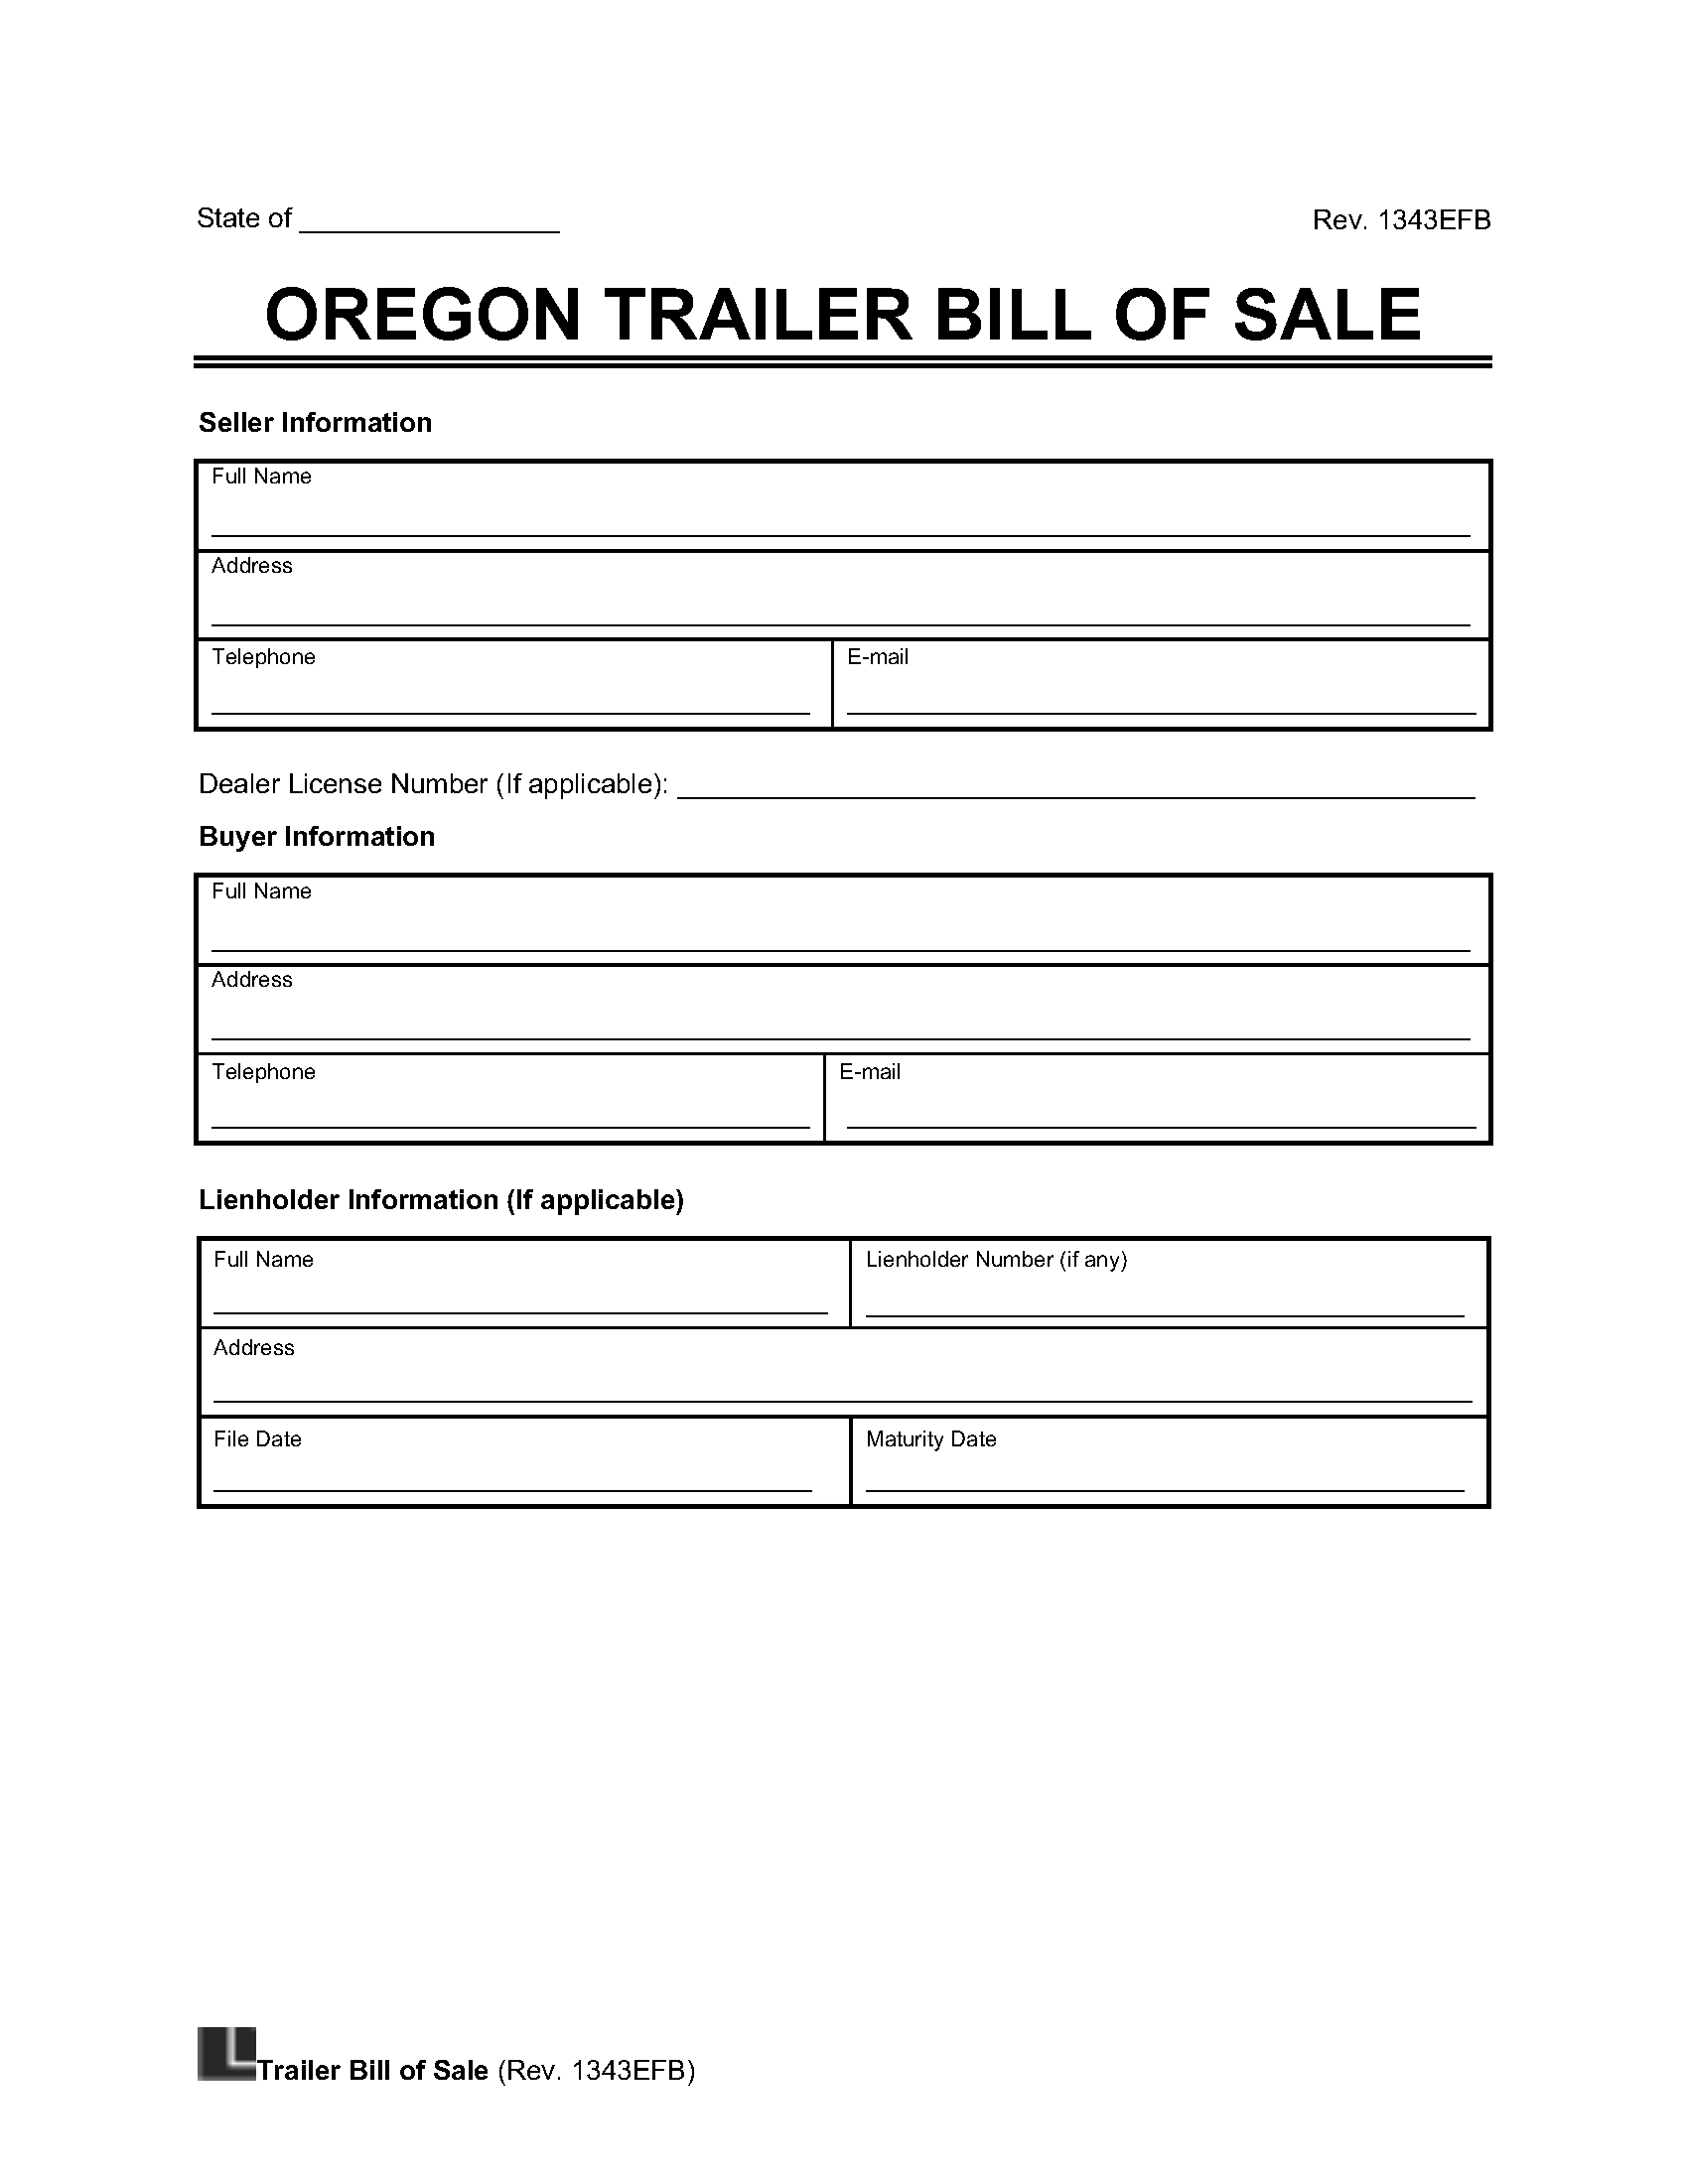 State of
Rev. 1343EFB
OREGON TRAILER BILL OF SALE
Seller Information
Full Name
Address
Telephone
E-mail
Dealer License Number (If applicable):
Buyer Information
Full Name
Address
Telephone
E-mail
Lienholder Information (If applicable)
Full Name
Lienholder Number (if any)
Address
File Date
Maturity Date
Trailer Bill of Sale (Rev. 1343EFB)